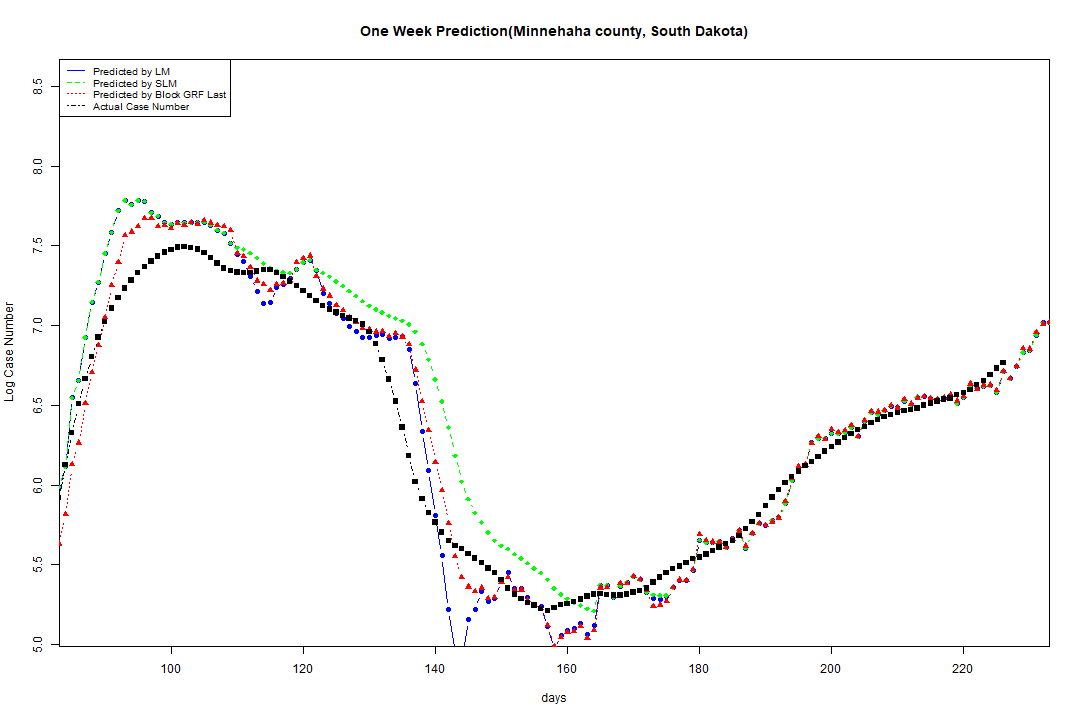 One Week Prediction(Minnehaha county, South Dakota)
Predicted by LM
Predicted by SLM
Predicted by Block GRF Last
Actual Case Number
8.5
8.0
7.5
7.0
6.5
6.0
5.5
5.0
Log Case Number
100 120 140 160 180 200 220
days